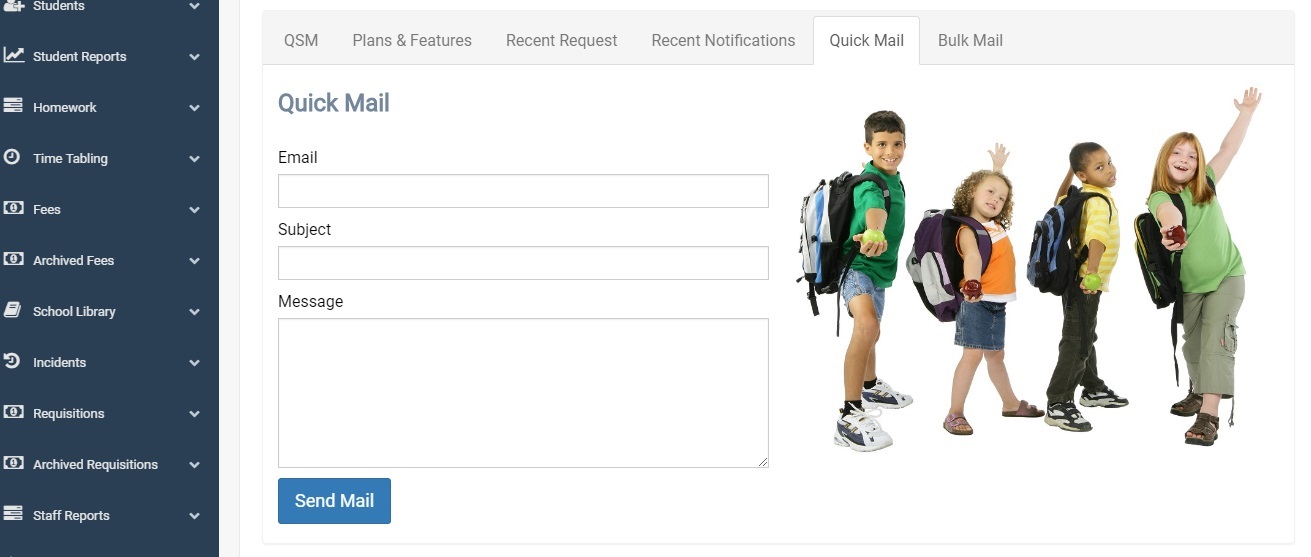 Students
Student Reports
Homework
Time Tabling
Fees
Archived Fees
School Library
Incidents
Requisitions
Archived Requisitions
Staff Reports
QSM Plans & Features Recent Request Recent Notifications Quick Mail Bulk Mail
Quick Mail
Email
Subject
Message
Send Mail